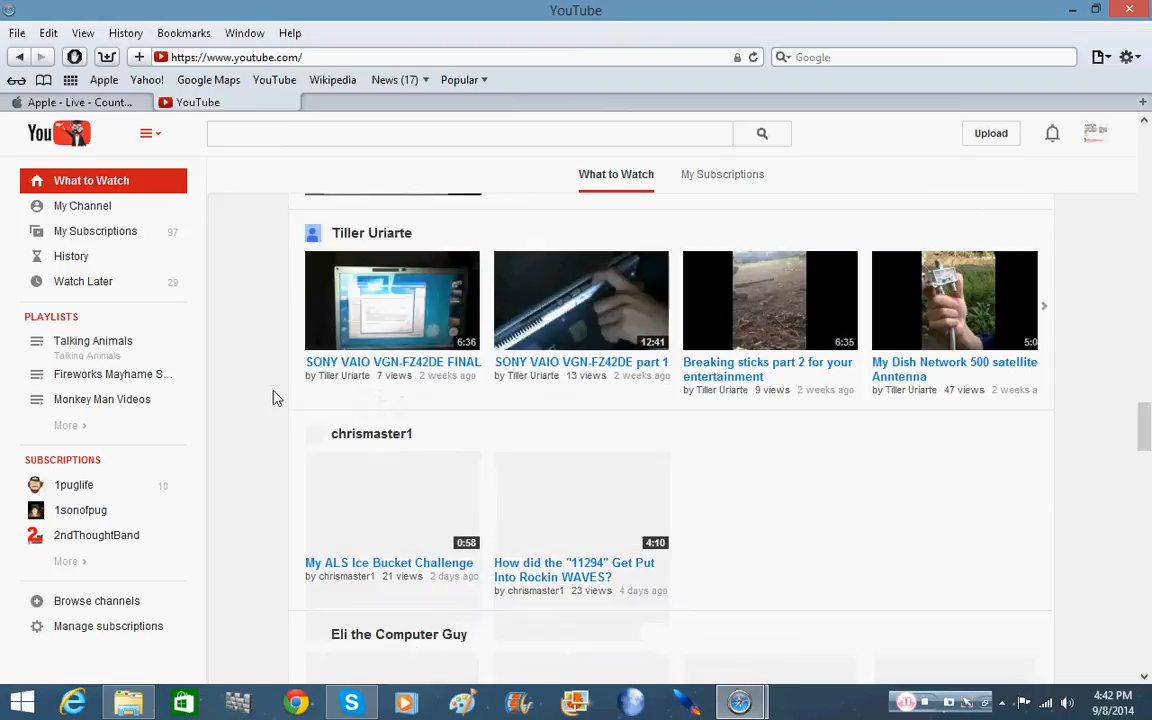 YouTube
File Edit View History Bookmarks Window Help
https://www.youtube.com/
Google
Apple Yahoo! Google Maps YouTube Wikipedia News (17) Popular
Apple - Live - Count...
YouTube
You
Upload
What to Watch
My Subscriptions
What to Watch
My Channel
My Subscriptions 97
History
Watch Later 29
PLAYLISTS
Talking Animals
Talking Animals
Fireworks Mayhame S...
Monkey Man Videos
More >
SUBSCRIPTIONS
1puglife 10
1sonofpug
2ndThoughtBand
More >
Browse channels
Manage subscriptions
Tiller Uriarte
6:36
SONY VAIO VGN-FZ42DE FINAL
by Tiller Uriarte 7 views 2 weeks ago
12:41
SONY VAIO VGN-FZ42DE part 1
by Tiller Uriarte 13 views 2 weeks ago
6:35
Breaking sticks part 2 for your
entertainment
by Tiller Uriarte 9 views 2 weeks ago
5:0
My Dish Network 500 satellite
Anntenna
by Tiller Uriarte 47 views 2 weeks a
chrismaster1
0:58
My ALS Ice Bucket Challenge
by chrismaster1 21 views 2 days ago
4:10
How did the "11294" Get Put
Into Rockin WAVES?
by chrismaster1 23 views 4 days ago
Eli the Computer Guy
4:42 PM
9/8/2014